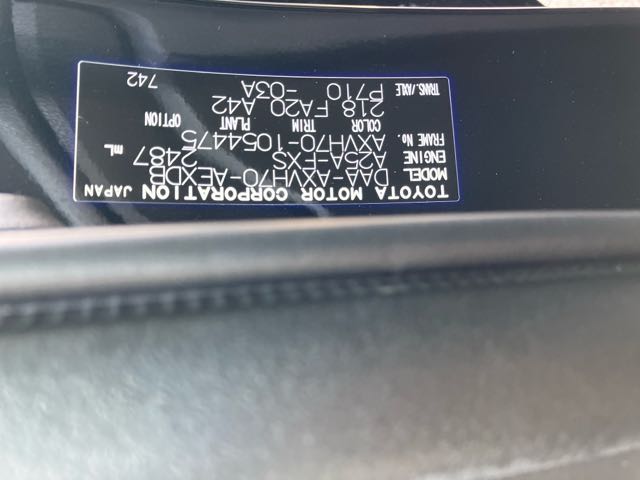 TOYOTA MOTOR CORPORATION JAPAN
MODEL DAA-AXVH70-AEXDB
ENGINE A25A-FXS 2487 mL
FRAME No. AXVH70-1054475
COLOR TRIM PLANT OPTION
218 FA20 A42
TRANS./AXLE P710 -03A
742